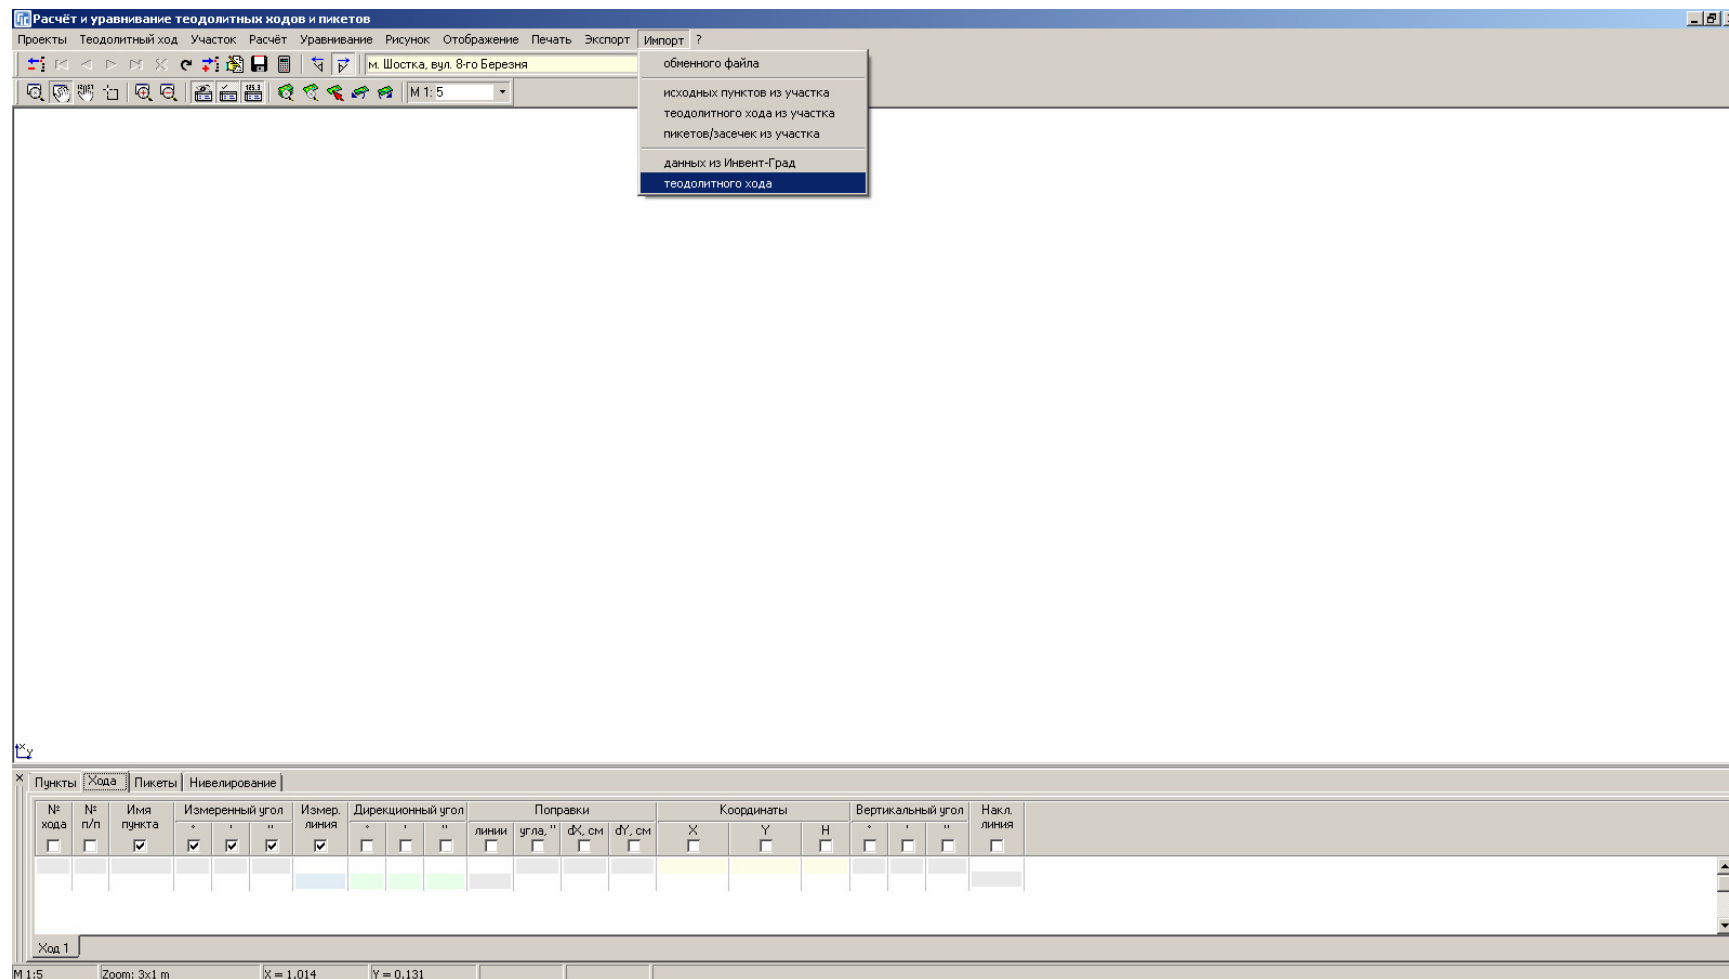 Расчёт и уравнивание теодолитных ходов и пикетов
Проекты Теодолитный ход Участок Расчёт Уравнивание Рисунок Отображение Печать Экспорт Импорт ?
м. Шостка, вул. 8-го Березня
М 1: 5
обменного файла
исходных пунктов из участка
теодолитного хода из участка
пикетов/засечек из участка
данных из Инвент-Град
теодолитного хода
X
Y
Пункты Хода Пикеты Нивелирование
№ хода
№ п/п
Имя пункта
Измеренный угол
° ' "
Измер. линия
Дирекционный угол
° ' "
Поправки
линии угла, " dX, см dY, см
Координаты
X Y H
Вертикальный угол
° ' "
Накл. линия
Ход 1
М 1:5 Zoom: 3x1 m X = 1,014 Y = 0,131